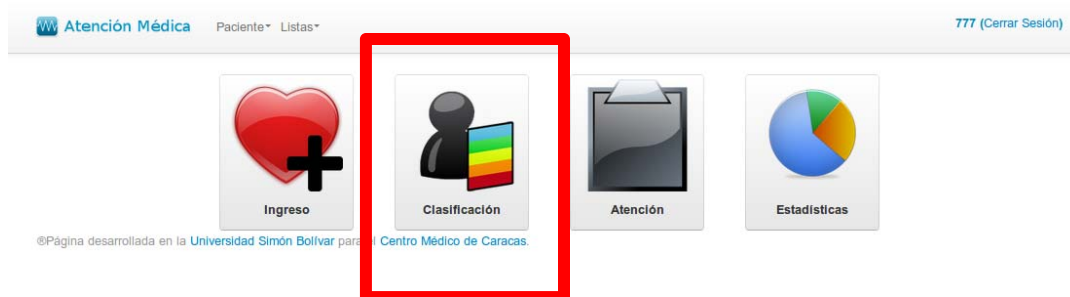 Atención Médica Paciente Listas 777 (Cerrar Sesión)
Ingreso Clasificación Atención Estadísticas
®Página desarrollada en la Universidad Simón Bolívar para el Centro Médico de Caracas.